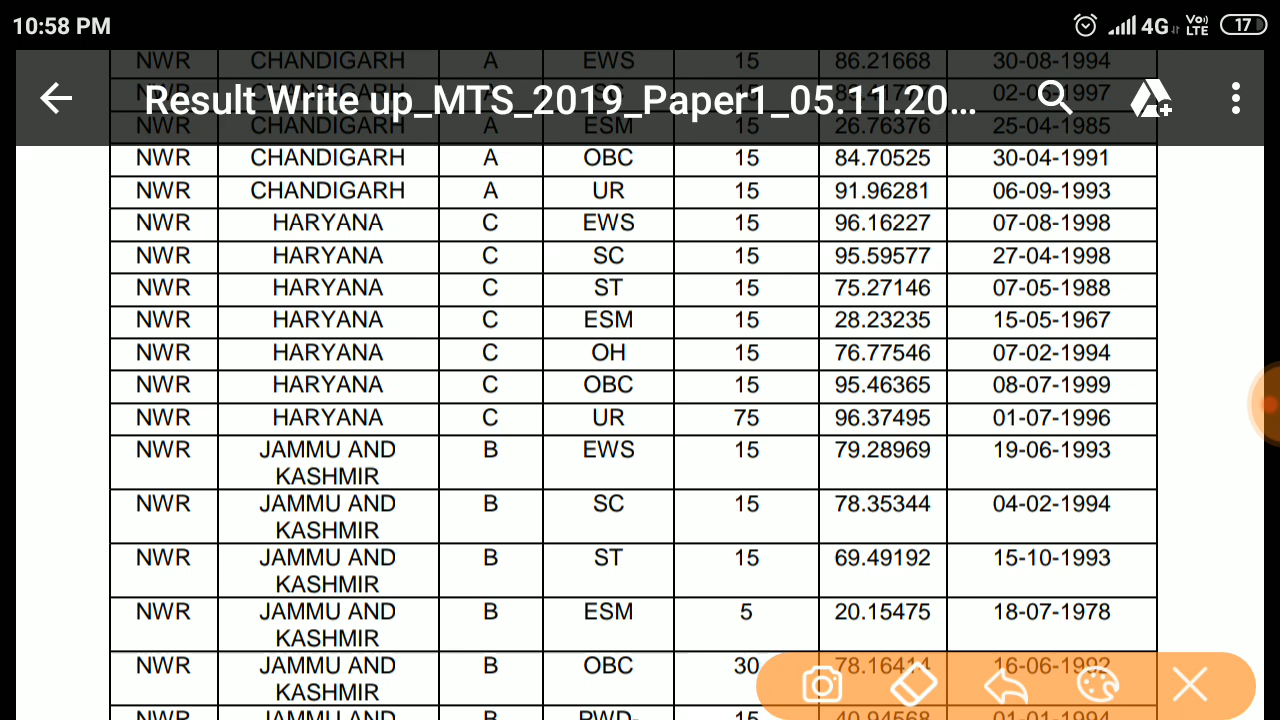 10:58 PM 4G Vo) LTE 17
NWR CHANDIGARH A EWS 15 86.21668 30-08-1994
Result Write up_MTS_2019_Paper1_05.11.20...
NWR CHANDIGARH A ESM 15 26.76376 25-04-1985
NWR CHANDIGARH A OBC 15 84.70525 30-04-1991
NWR CHANDIGARH A UR 15 91.96281 06-09-1993
NWR HARYANA C EWS 15 96.16227 07-08-1998
NWR HARYANA C SC 15 95.59577 27-04-1998
NWR HARYANA C ST 15 75.27146 07-05-1988
NWR HARYANA C ESM 15 28.23235 15-05-1967
NWR HARYANA C OH 15 76.77546 07-02-1994
NWR HARYANA C OBC 15 95.46365 08-07-1999
NWR HARYANA C UR 75 96.37495 01-07-1996
NWR JAMMU AND B EWS 15 79.28969 19-06-1993
KASHMIR
NWR JAMMU AND B SC 15 78.35344 04-02-1994
KASHMIR
NWR JAMMU AND B ST 15 69.49192 15-10-1993
KASHMIR
NWR JAMMU AND B ESM 5 20.15475 18-07-1978
KASHMIR
NWR JAMMU AND B OBC 30 78.16414 16-06-1992
KASHMIR
NWR JAMMU AND B PWD- 15 40.94568 01-01-1994